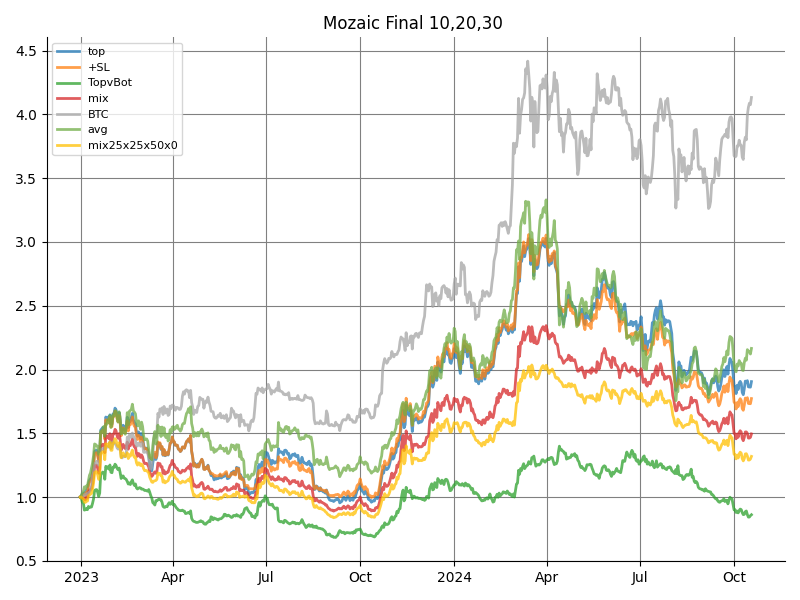 Mozaic Final 10,20,30
top
+SL
TopvBot
mix
BTC
avg
mix25x25x50x0
4.5
4.0
3.5
3.0
2.5
2.0
1.5
1.0
0.5
2023 Apr Jul Oct 2024 Apr Jul Oct